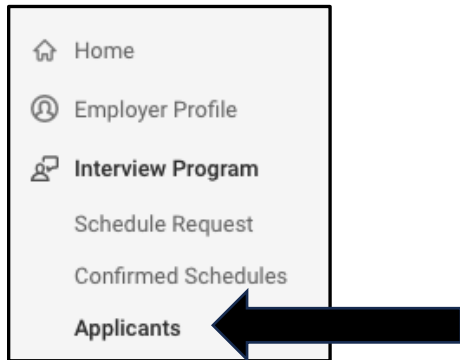 Home
Employer Profile
Interview Program
Schedule Request
Confirmed Schedules
Applicants